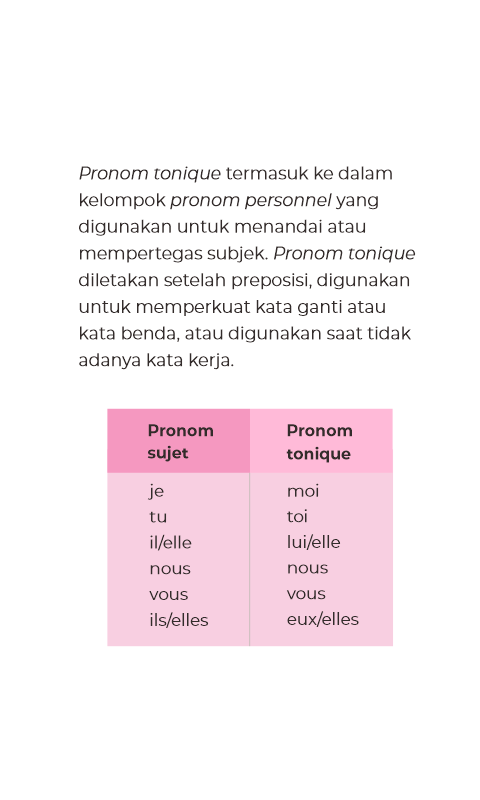 Pronom tonique termasuk ke dalam
kelompok pronom personnel yang
digunakan untuk menandai atau
mempertegas subjek. Pronom tonique
diletakan setelah preposisi, digunakan
untuk memperkuat kata ganti atau
kata benda, atau digunakan saat tidak
adanya kata kerja.
Pronom sujet
Pronom tonique
je moi
tu toi
il/elle lui/elle
nous nous
vous vous
ils/elles eux/elles